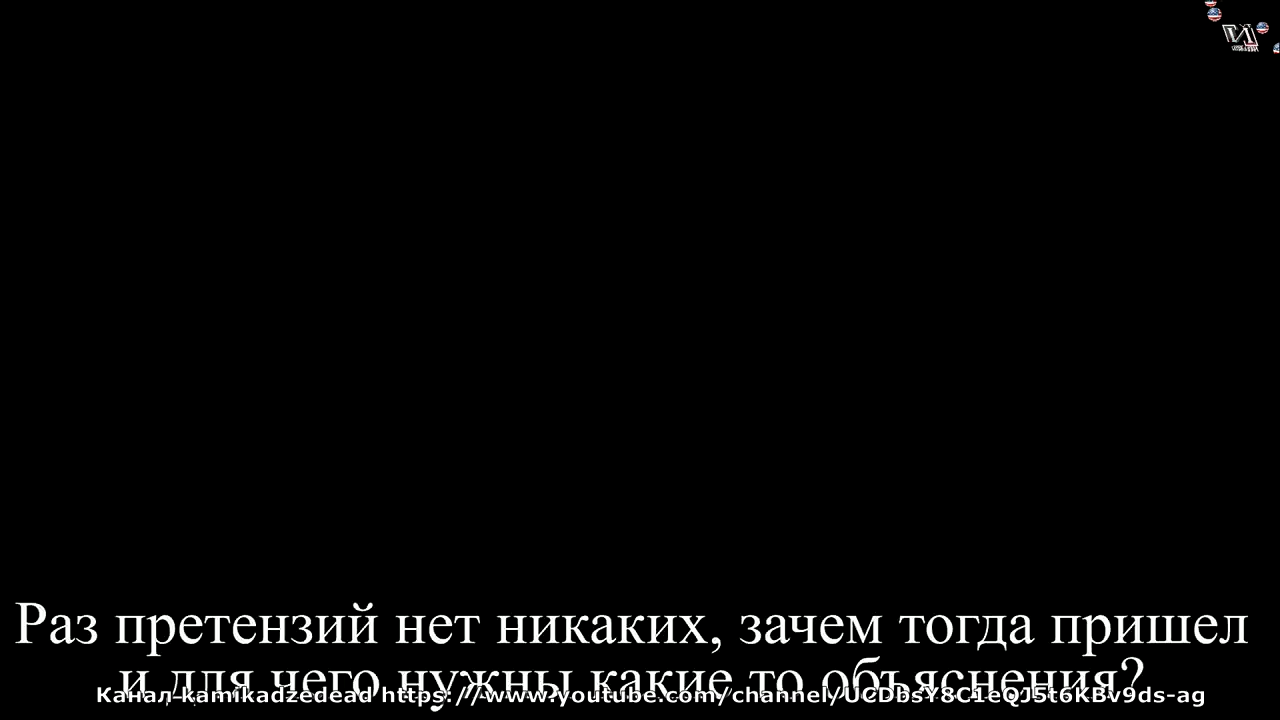 Раз претензий нет никаких, зачем тогда пришел
и для чего нужны какие то объяснения?
Канал-kamikadzedead https://www.youtube.com/channel/UCDbsY8C1eQJ5t6KBv9ds-ag